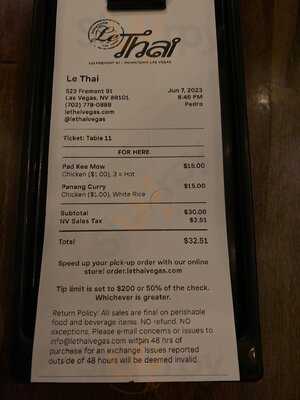 Le Thai
523 FREMONT ST. | DOWNTOWN LAS VEGAS
Le Thai
523 Fremont St
Jun 7, 2023
Las Vegas, NV 89101
8:46 PM
(702) 778-0888
Pedro
lethaivegas.com
@lethaivegas
Ticket: Table 11
FOR HERE
Pad Kee Mow $15.00
Chicken ($1.00), 3 = Hot
Panang Curry $15.00
Chicken ($1.00), White Rice
Subtotal $30.00
NV Sales Tax $2.51
Total $32.51
Speed up your pick-up order with our online
store! order.lethaivegas.com
Tip limit is set to $200 or 50% of the check.
Whichever is greater.
Return Policy: All sales are final on perishable
food and beverage items. NO refund. NO
exceptions. Please e-mail concerns or issues to
info@lethaivegas.com witpin 48 hrs of
purchese for an exchange. Issues reported
outside of 48 hours will be deemed invalid.